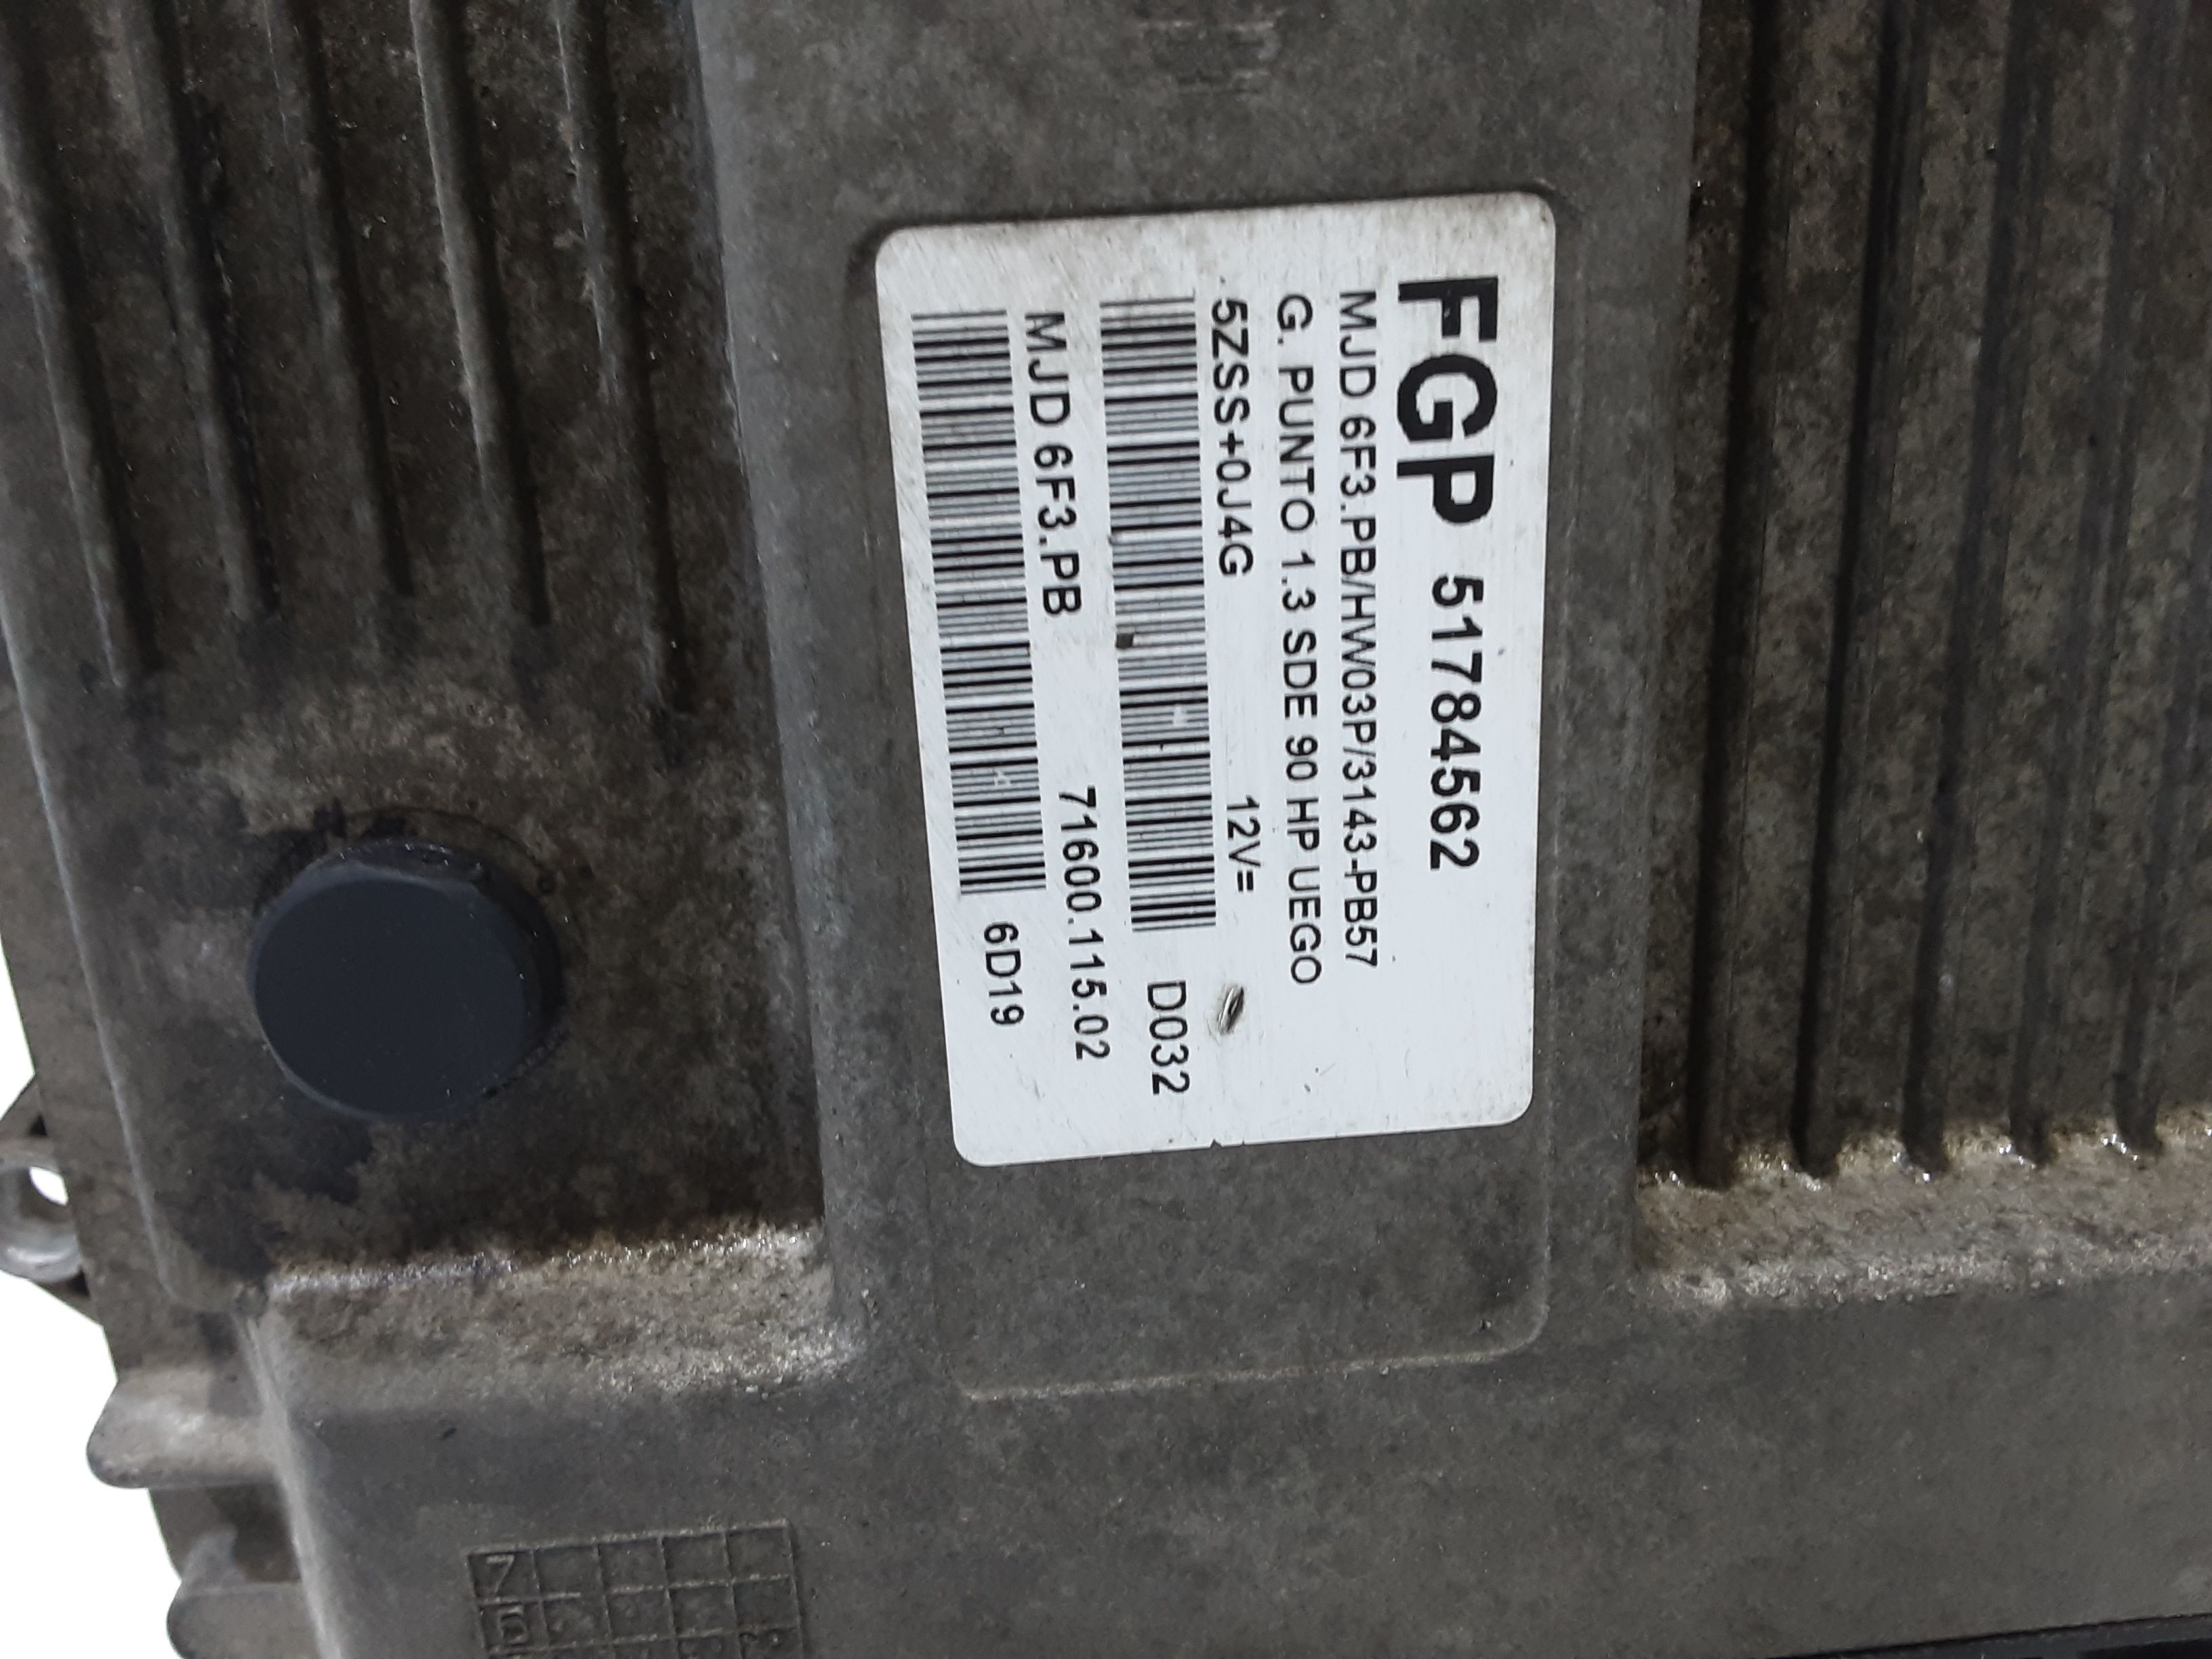 FGP 51784562
MJD 6F3.PB/HW03P/3143-PB57
G. PUNTO 1.3 SDE 90 HP UEGO
5ZSS+0J4G 12V=
D032
MJD 6F3.PB 71600.115.02
6D19